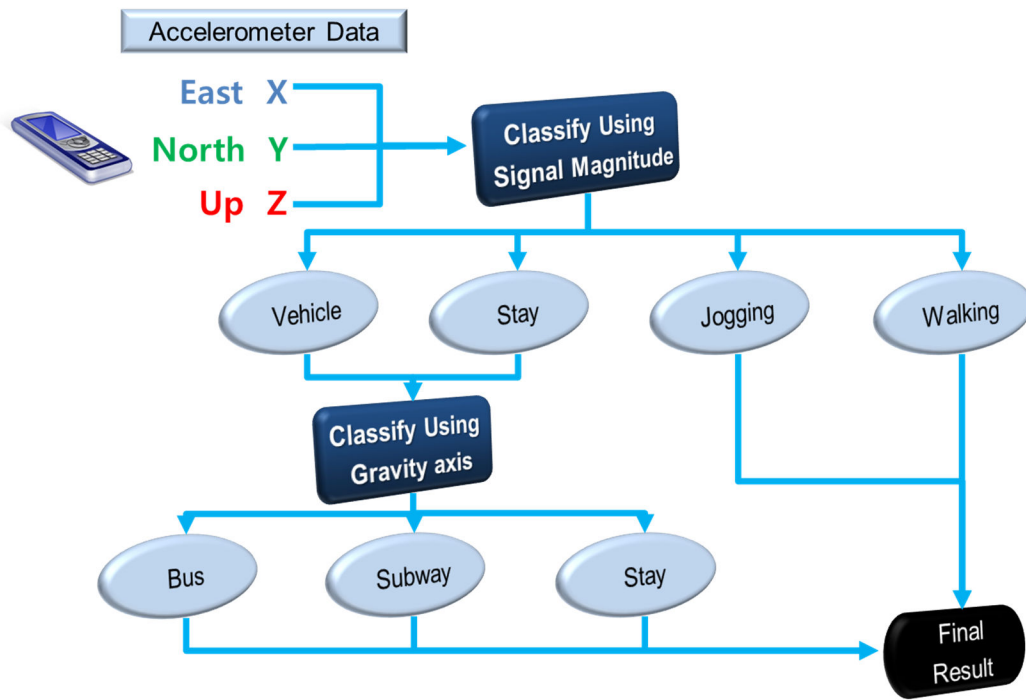 Accelerometer Data
East X
North Y
Up Z
Classify Using
Signal Magnitude
Vehicle
Stay
Jogging
Walking
Classify Using
Gravity axis
Bus
Subway
Stay
Final
Result